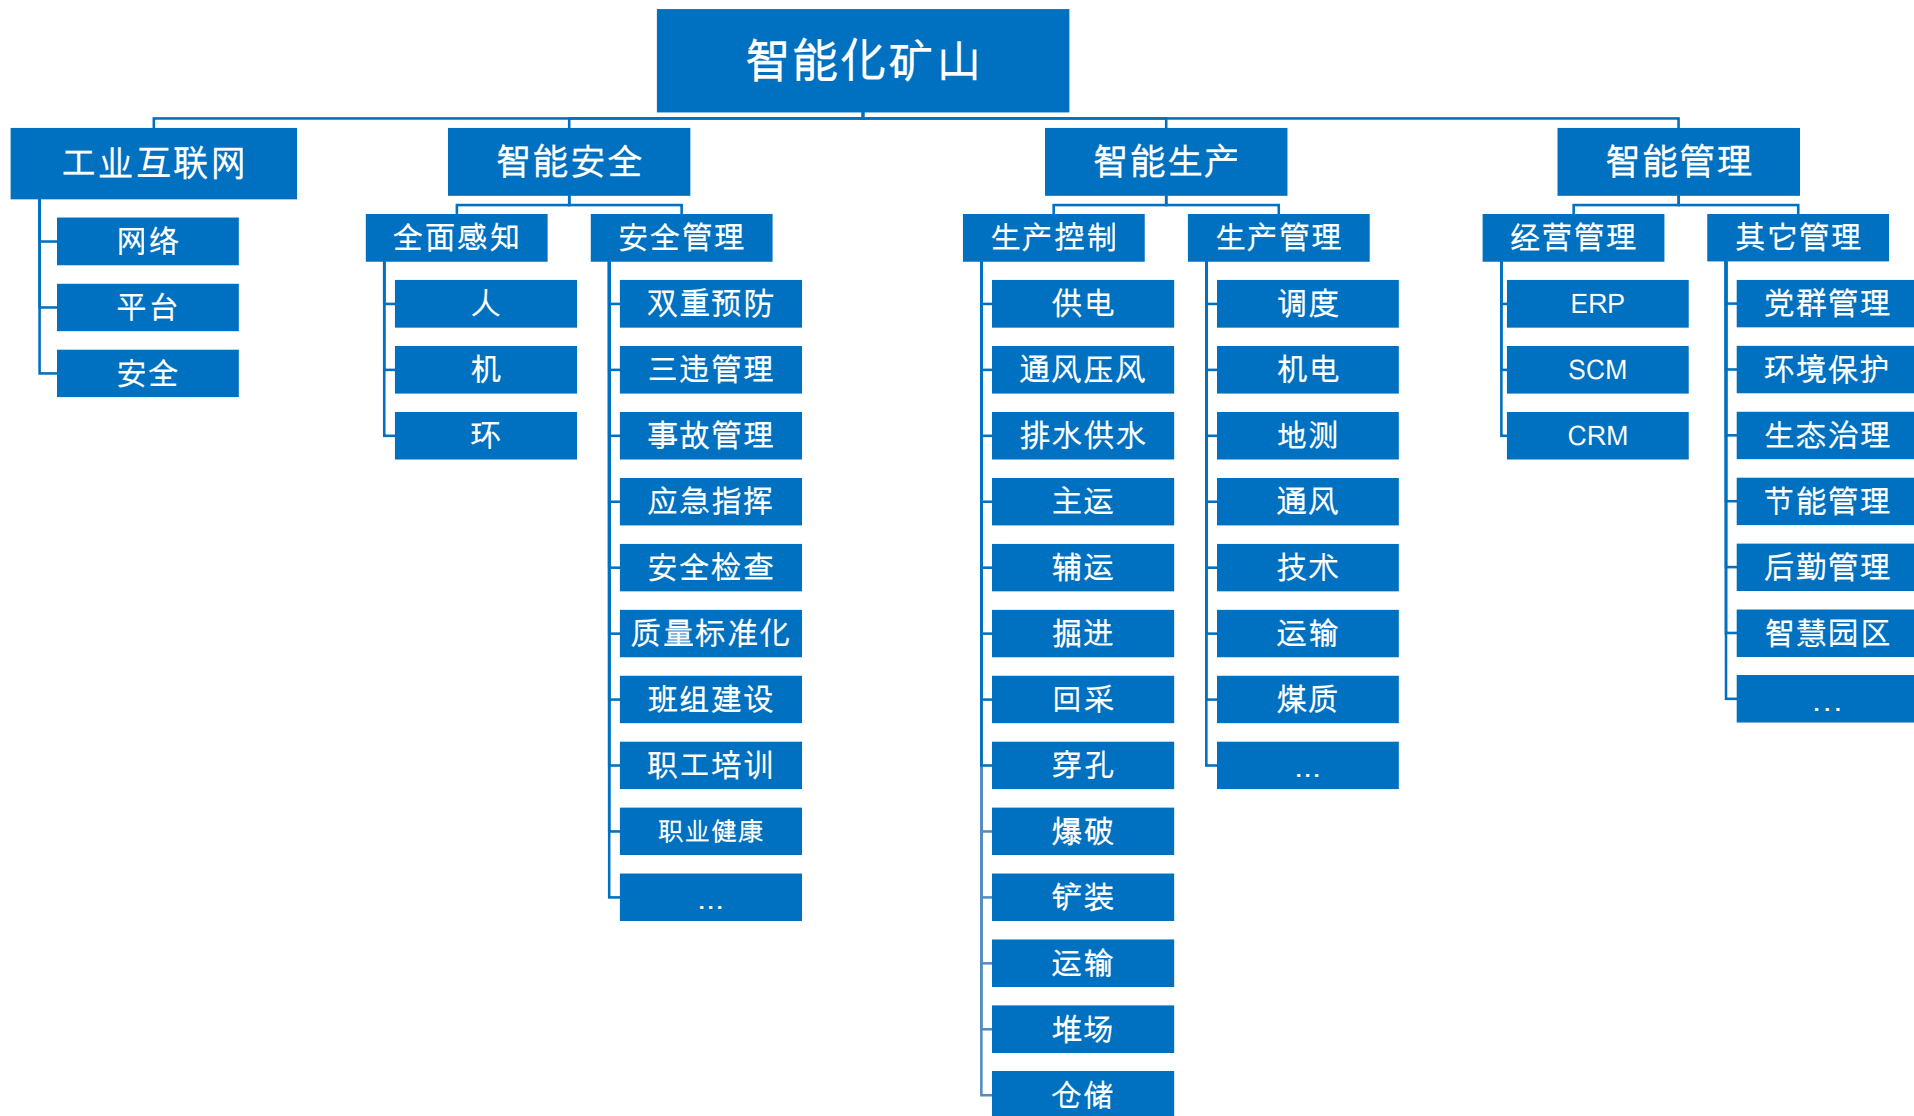 智能化矿山
工业互联网
网络
平台
安全
智能安全
全面感知
人
机
环
安全管理
双重预防
三违管理
事故管理
应急指挥
安全检查
质量标准化
班组建设
职工培训
职业健康
...
智能生产
生产控制
供电
通风压风
排水供水
主运
辅运
掘进
回采
穿孔
爆破
铲装
运输
堆场
仓储
生产管理
调度
机电
地测
通风
技术
运输
煤质
...
智能管理
经营管理
ERP
SCM
CRM
其它管理
党群管理
环境保护
生态治理
节能管理
后勤管理
智慧园区
...